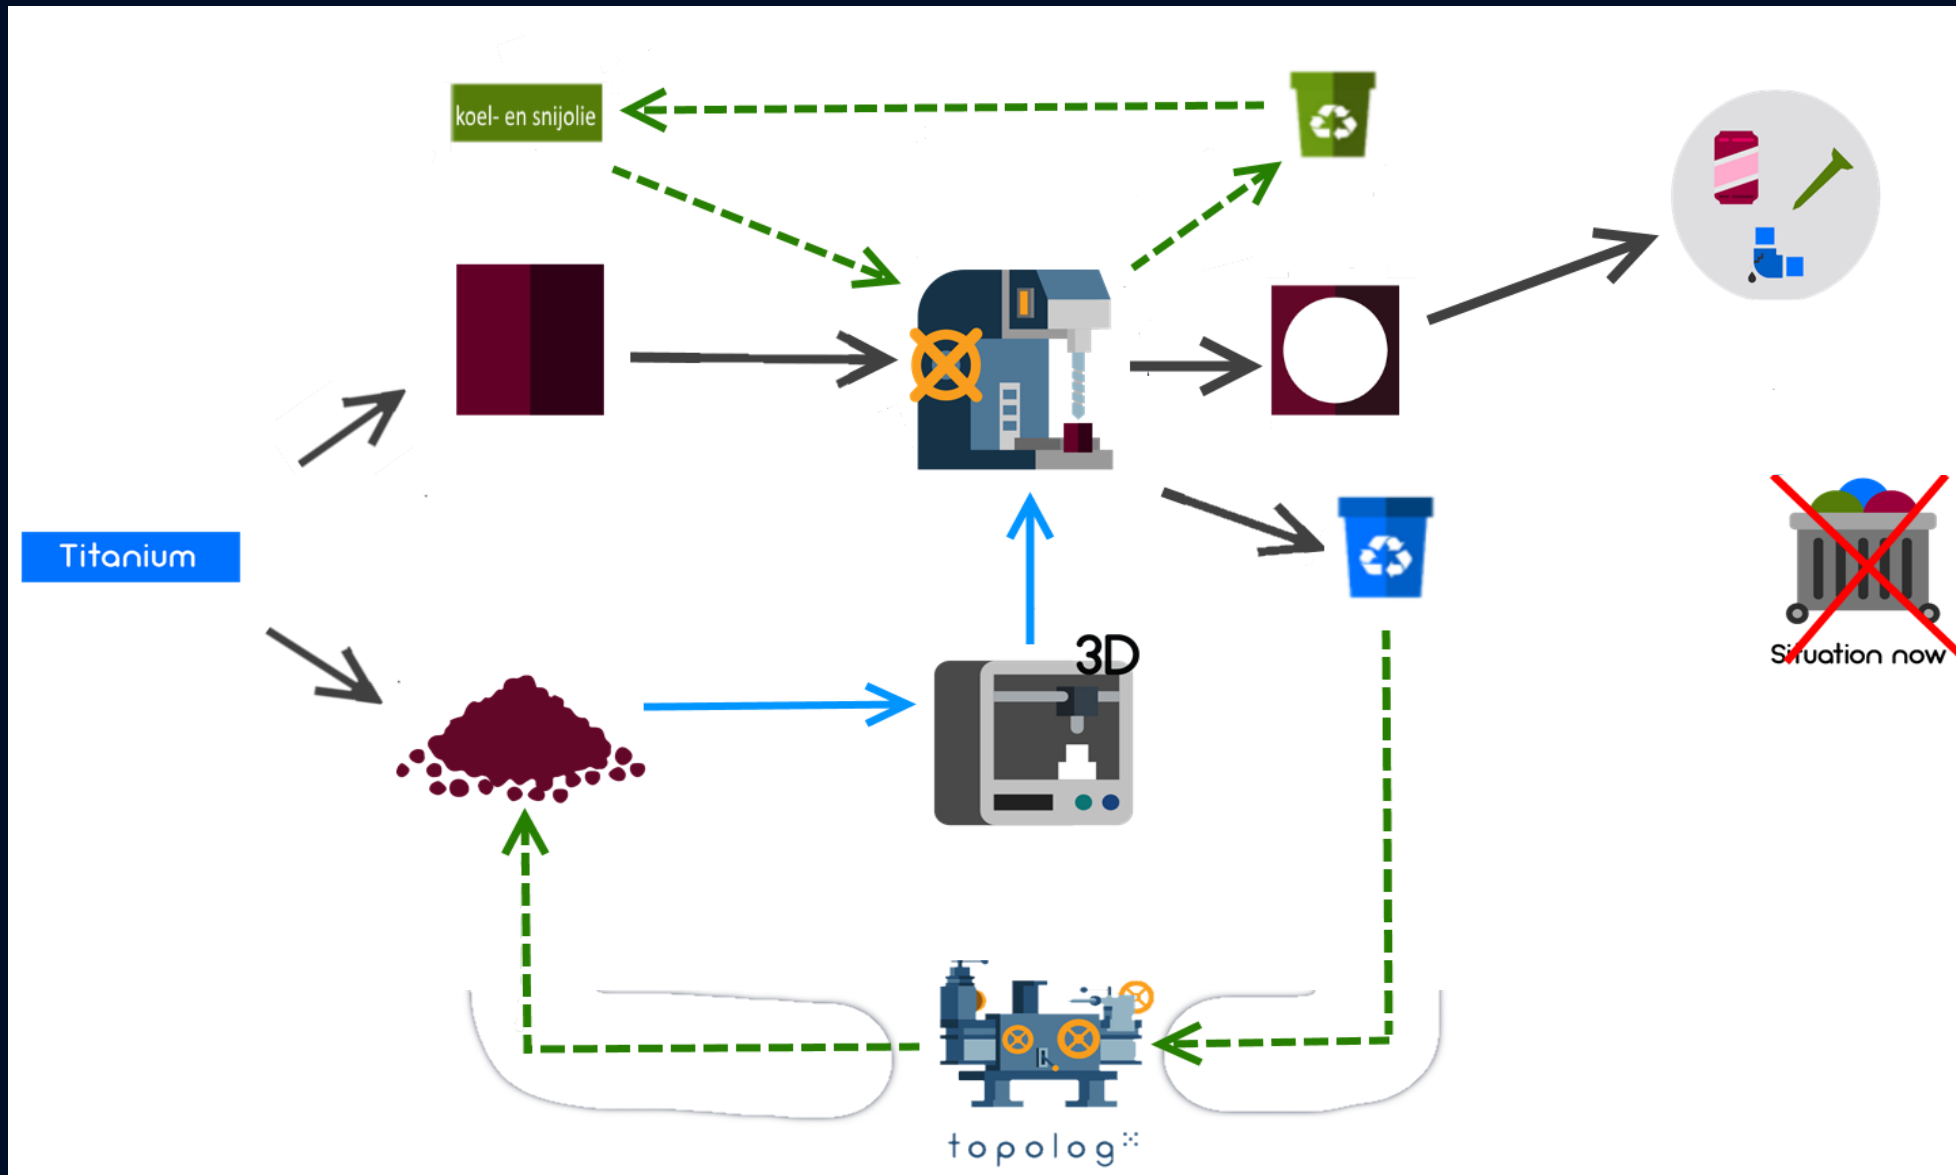 koel- en snijolie
Titanium
3D
Situation now
topolog